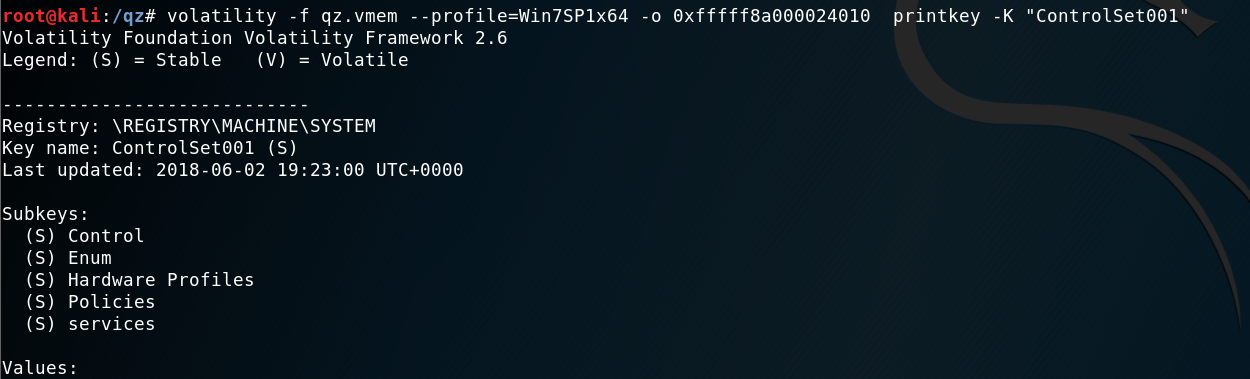 root@kali:/qz# volatility -f qz.vmem --profile=Win7SP1x64 -o 0xfffff8a000024010  printkey -K "ControlSet001"
Volatility Foundation Volatility Framework 2.6
Legend: (S) = Stable   (V) = Volatile

----------------------------
Registry: \REGISTRY\MACHINE\SYSTEM
Key name: ControlSet001 (S)
Last updated: 2018-06-02 19:23:00 UTC+0000

Subkeys:
  (S) Control
  (S) Enum
  (S) Hardware Profiles
  (S) Policies
  (S) services

Values: